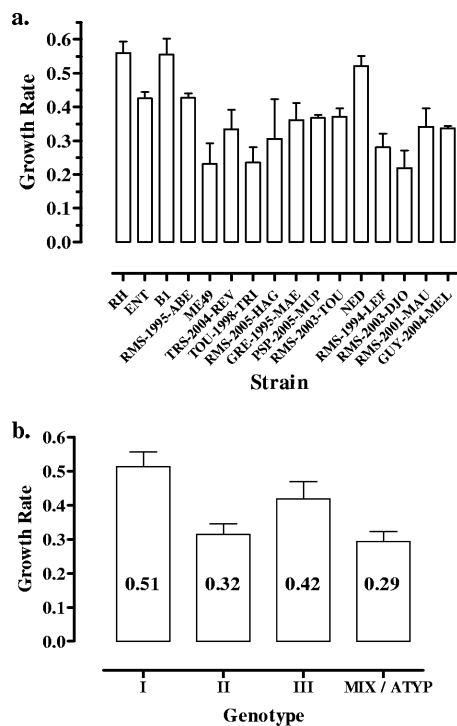 a.
Growth Rate
0.6
0.5
0.4
0.3
0.2
0.1
0.0
RH
ENT
B1
RMS-1995-ABE
ME49
TRS-2004-REV
TOU-1998-TRI
RMS-2005-HAG
GRE-1995-MAE
PSP-2005-MUP
RMS-2003-TOU
NED
RMS-1994-LEF
RMS-2003-DJO
RMS-2001-MAU
GUY-2004-MEL
Strain
b.
Growth Rate
0.6
0.5
0.4
0.3
0.2
0.1
0.0
0.51 0.32 0.42 0.29
I II III MIX / ATYP
Genotype